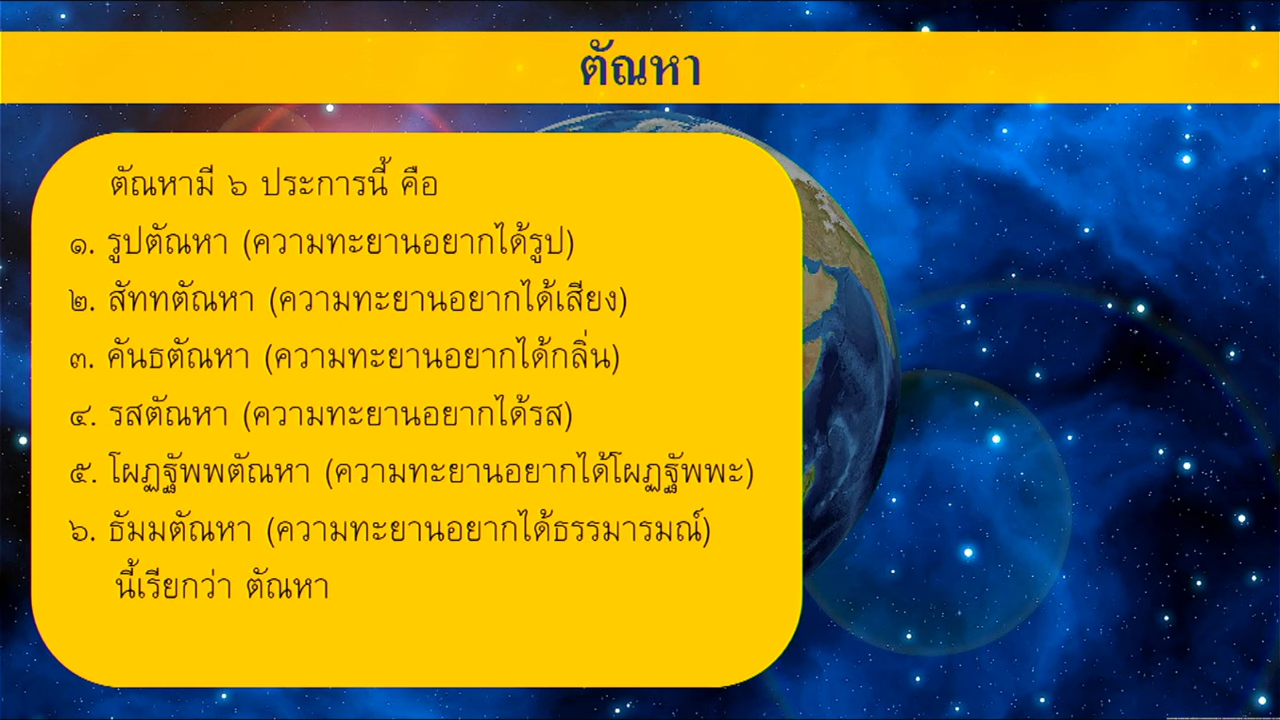 ตัณหา
ตัณหามี ๖ ประการนี้ คือ
๑. รูปตัณหา (ความทะยานอยากได้รูป)
๒. สัททตัณหา (ความทะยานอยากได้เสียง)
๓. คันธตัณหา (ความทะยานอยากได้กลิ่น)
๔. รสตัณหา (ความทะยานอยากได้รส)
๕. โผฏฐัพพตัณหา (ความทะยานอยากได้โผฏฐัพพะ)
๖. ธัมมตัณหา (ความทะยานอยากได้ธรรมารมณ์)
นี้เรียกว่า ตัณหา